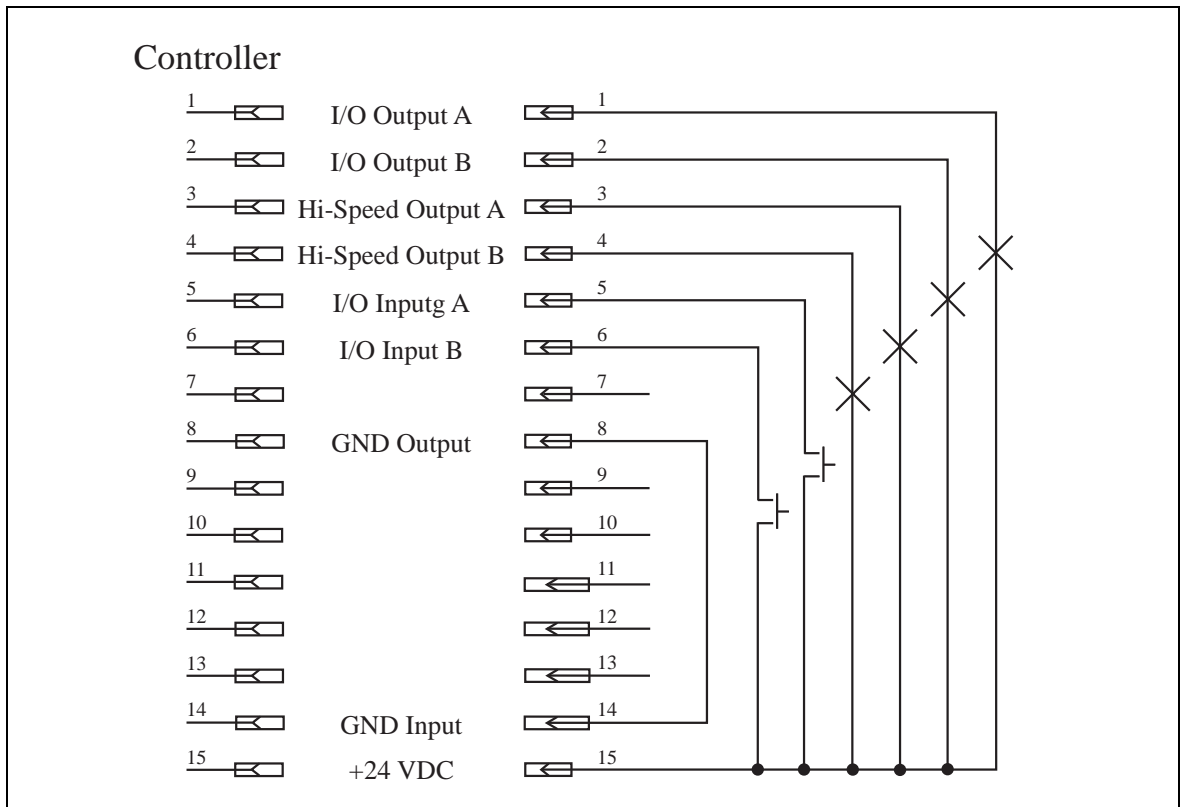 Controller
1 I/O Output A 1
2 I/O Output B 2
3 Hi-Speed Output A 3
4 Hi-Speed Output B 4
5 I/O Inputg A 5
6 I/O Input B 6
7 7
8 GND Output 8
9 9
10 10
11 11
12 12
13 13
14 GND Input 14
15 +24 VDC 15